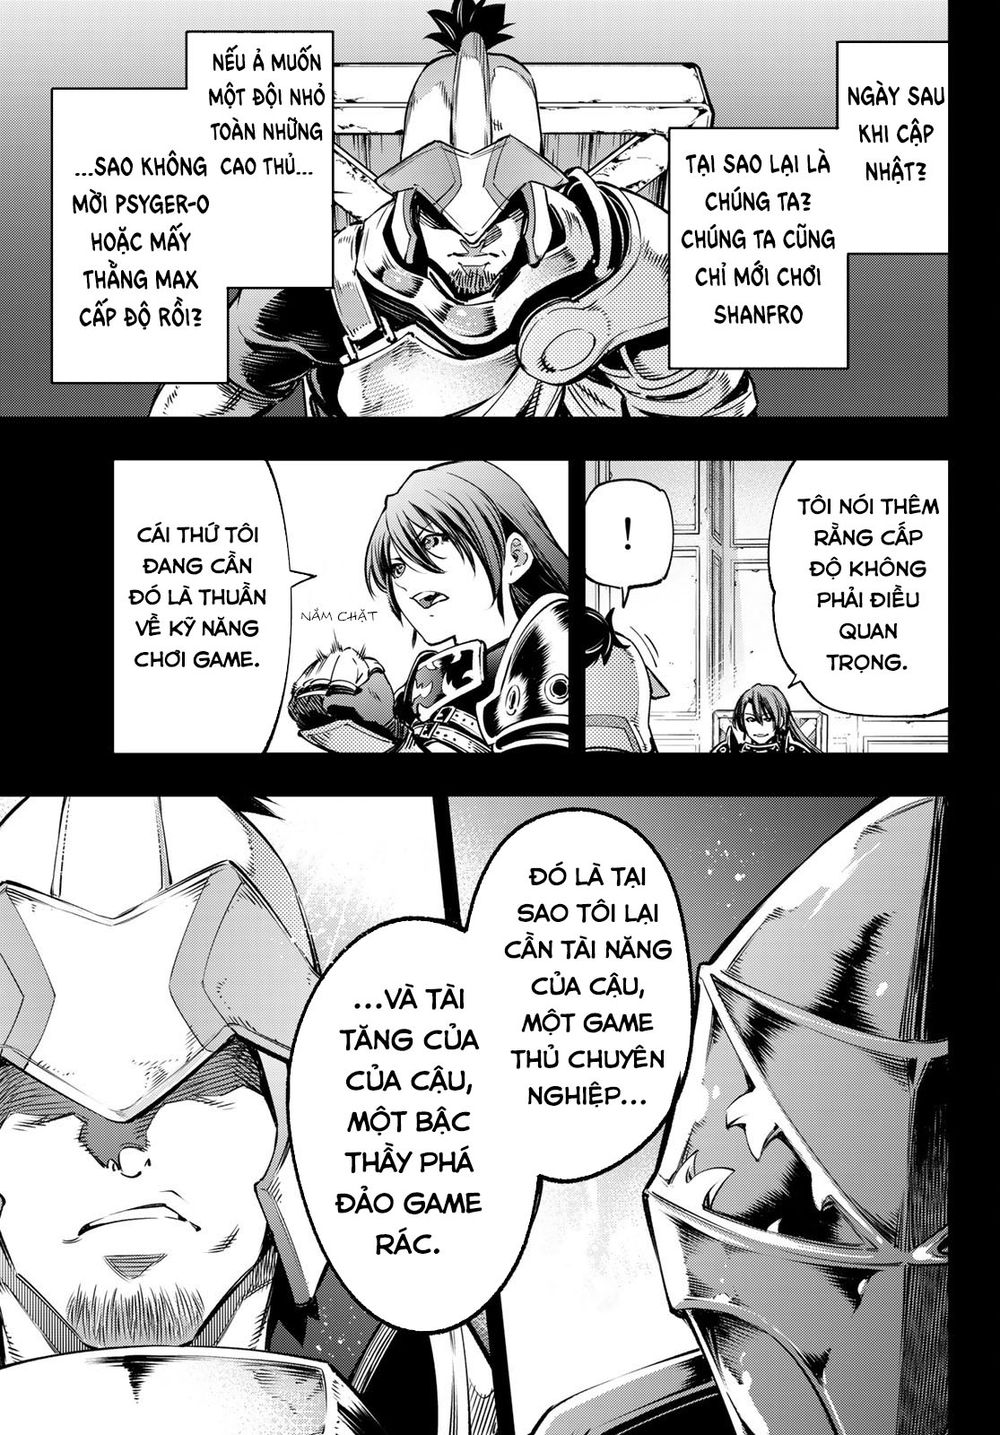 NGÀY SAU
KHI CẬP
NHẬT?
TẠI SAO LẠI LÀ
CHÚNG TA?
CHÚNG TA CŨNG
CHỈ MỚI CHƠI
SHANFRO
NẾU Ả MUỐN
MỘT ĐỘI NHỎ
TOÀN NHỮNG
CAO THỦ...
...SAO KHÔNG
MỜI PSYGER-O
HOẶC MẤY
THẰNG MAX
CẤP ĐỘ RỒI?
TÔI NÓI THÊM
RẰNG CẤP
ĐỘ KHÔNG
PHẢI ĐIỀU
QUAN
TRỌNG.
!
CÁI THỨ TÔI
ĐANG CẦN
ĐÓ LÀ THUẦN
VỀ KỸ NĂNG
CHƠI GAME.
NẮM CHẶT
ĐÓ LÀ TẠI
SAO TÔI LẠI
CẦN TÀI NĂNG
CỦA CẬU,
MỘT GAME
THỦ CHUYÊN
NGHIỆP...
...VÀ TÀI
TĂNG CỦA
CỦA CẬU,
MỘT BẬC
THẦY PHÁ
ĐẢO GAME
RÁC.